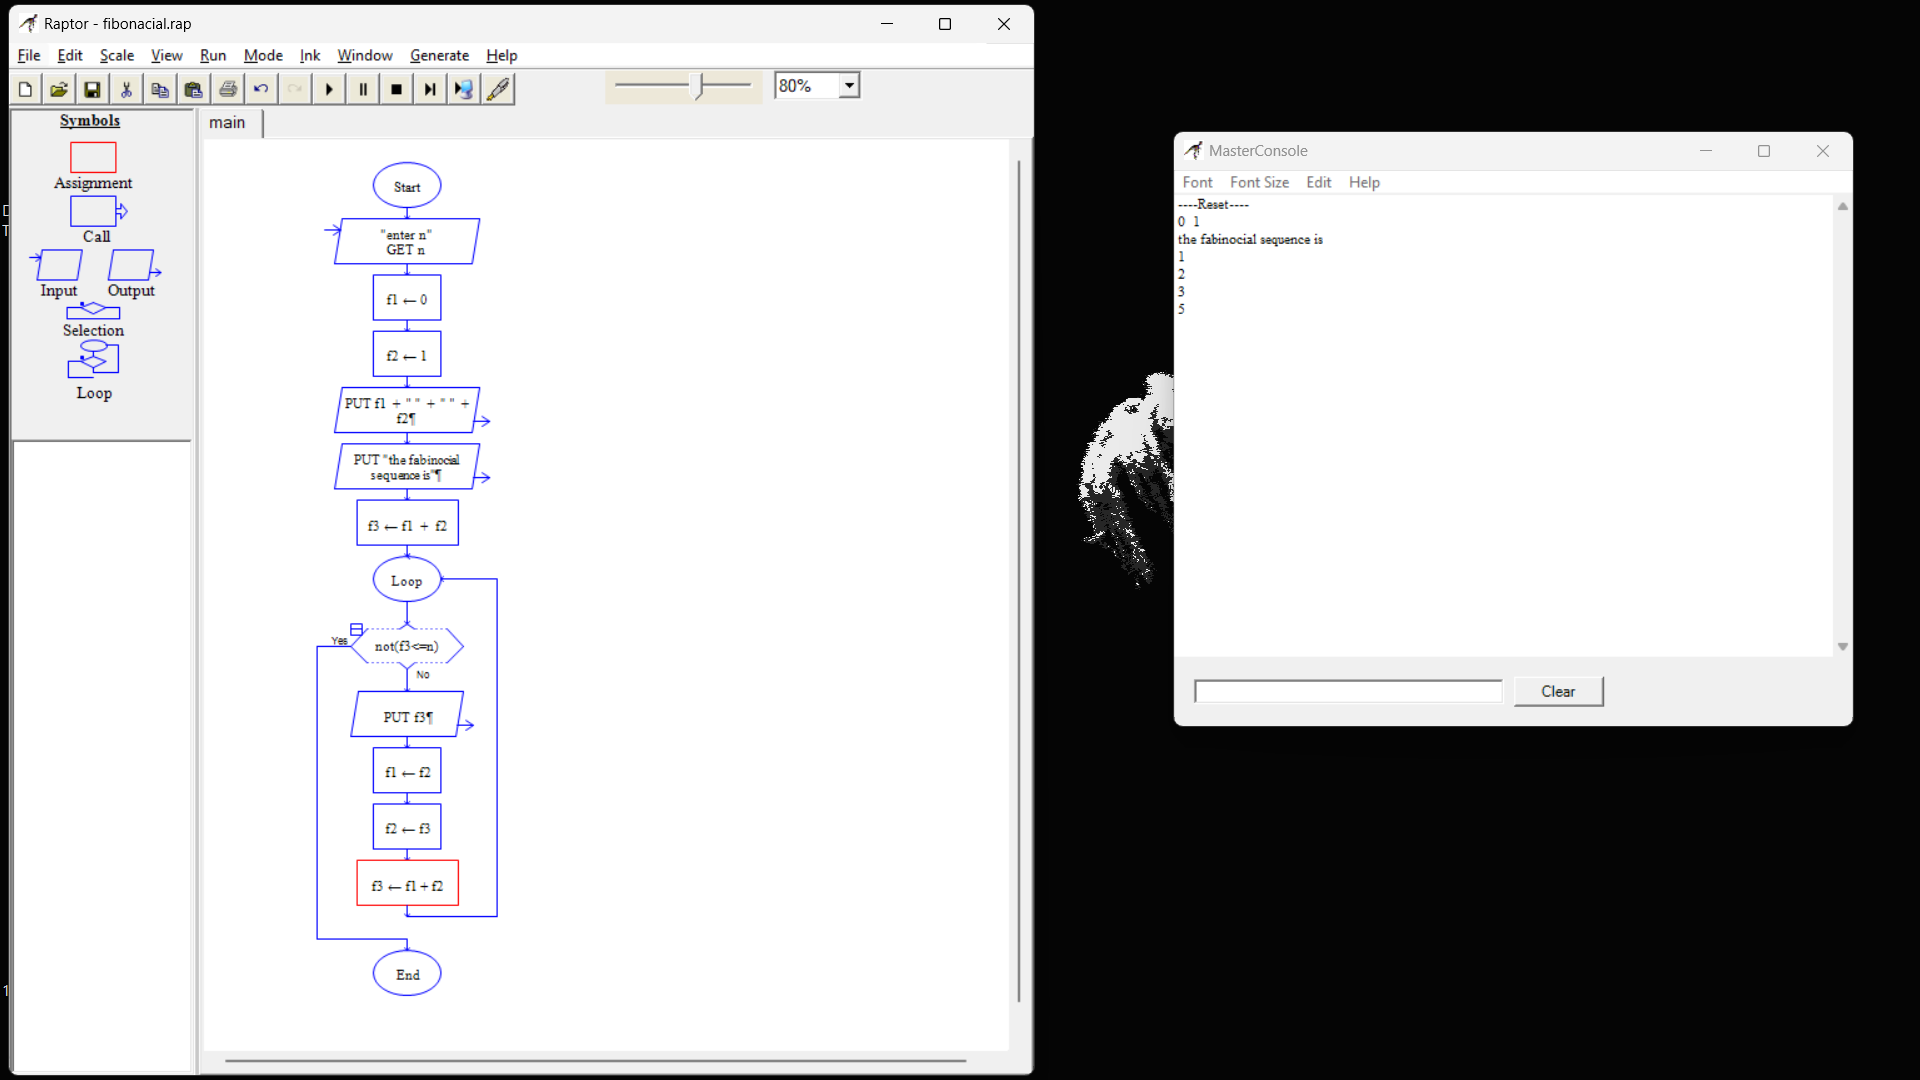 Raptor - fibonacial.rap
File Edit Scale View Run Mode Ink Window Generate Help
80%
Symbols
Assignment
Call
Input Output
Selection
Loop
main
Start
"enter n"
GET n
f1 ← 0
f2 ← 1
PUT f1 + " " + " " +
f2¶
PUT "the fabinocial
sequence is"¶
f3 ← f1 + f2
Loop
Yes
not(f3<=n)
No
PUT f3¶
f1 ← f2
f2 ← f3
f3 ← f1+f2
End
MasterConsole
Font Font Size Edit Help
----Reset----
0 1
the fabinocial sequence is
1
2
3
5
Clear